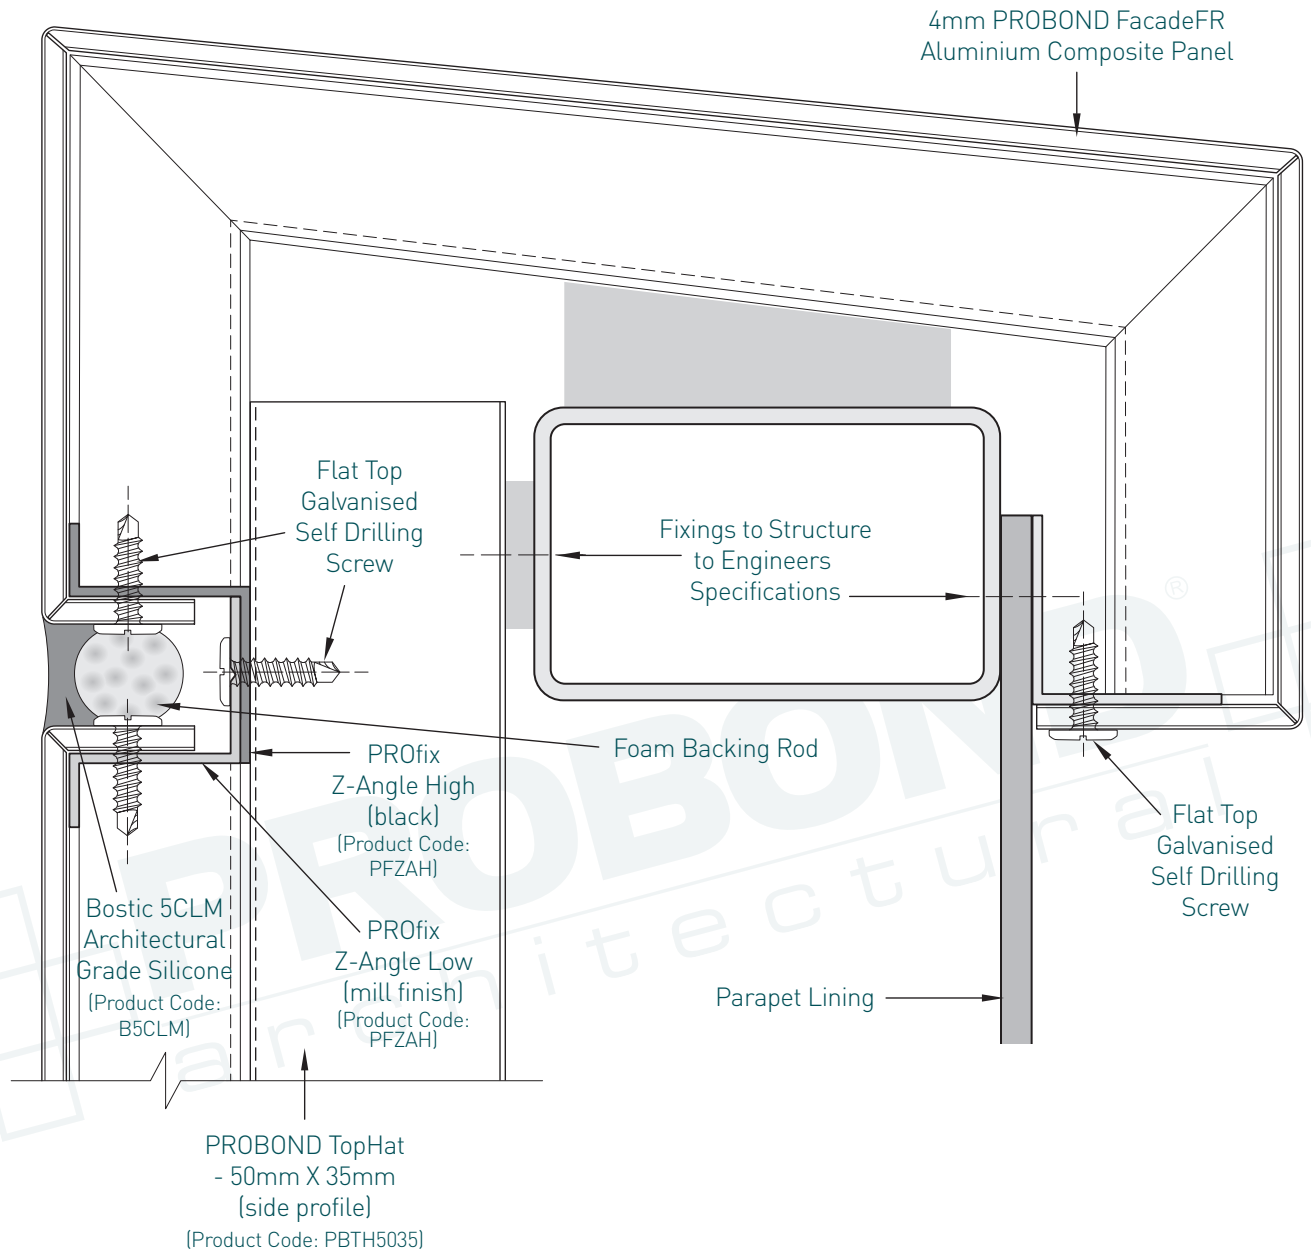 4mm PROBOND FacadeFR
Aluminium Composite Panel
Flat Top
Galvanised
Self Drilling
Screw
Fixings to Structure
to Engineers
Specifications
Foam Backing Rod
PROfix
Z-Angle High
(black)
(Product Code:
PFZAH)
Flat Top
Galvanised
Self Drilling
Screw
Bostic 5CLM
Architectural
Grade Silicone
(Product Code:
B5CLM)
PROfix
Z-Angle Low
(mill finish)
(Product Code:
PFZAH)
Parapet Lining
PROBOND TopHat
- 50mm X 35mm
(side profile)
(Product Code: PBTH5035)
PROBOND®
architectural